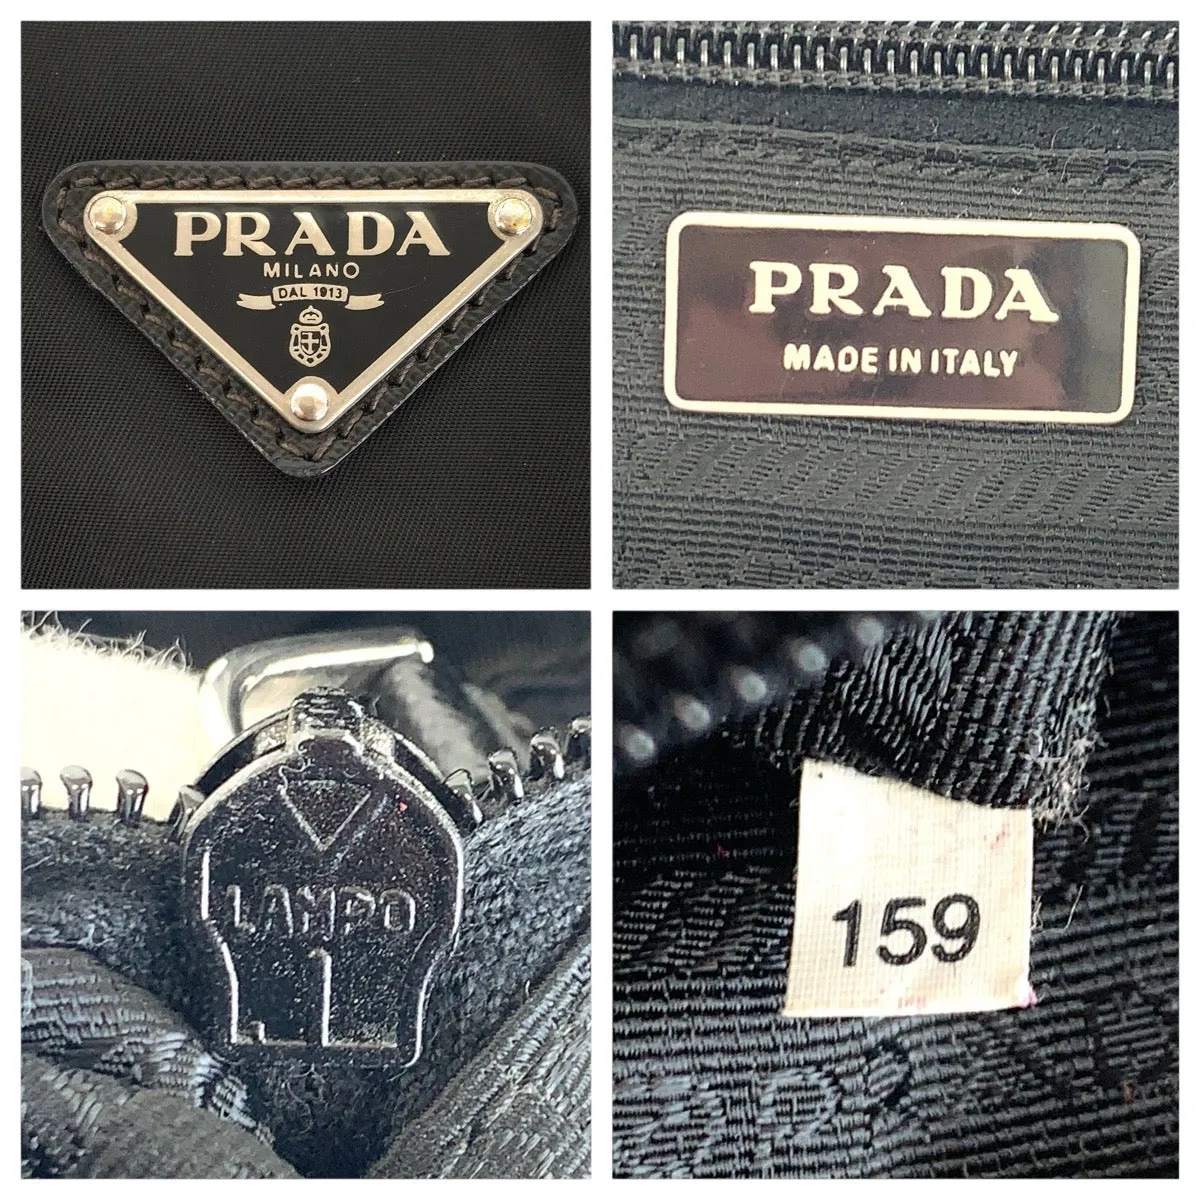 PRADA
MILANO
DAL 1913
PRADA
MADE IN ITALY
LAMPO
159